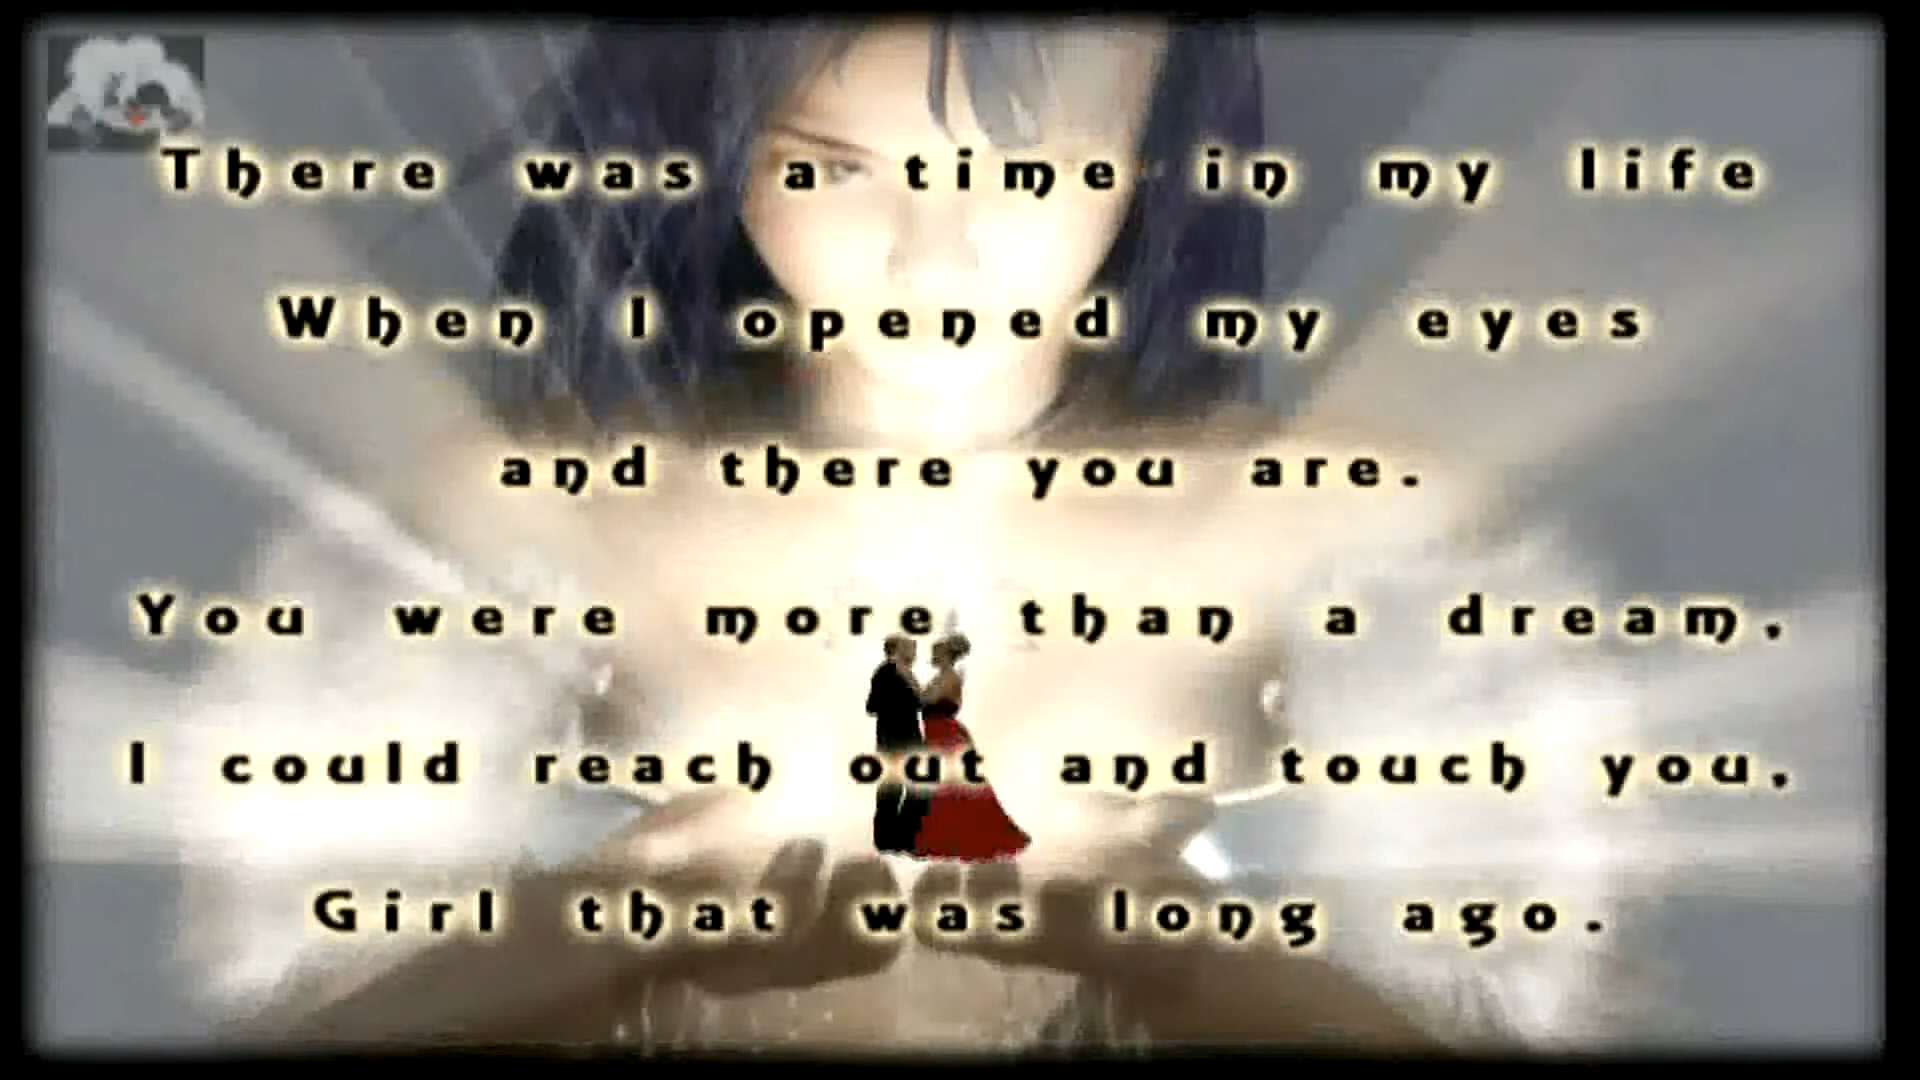 There was a time in my life
When I opened my eyes
and there you are.
You were more than a dream.
I could reach out and touch you.
Girl that was long ago.